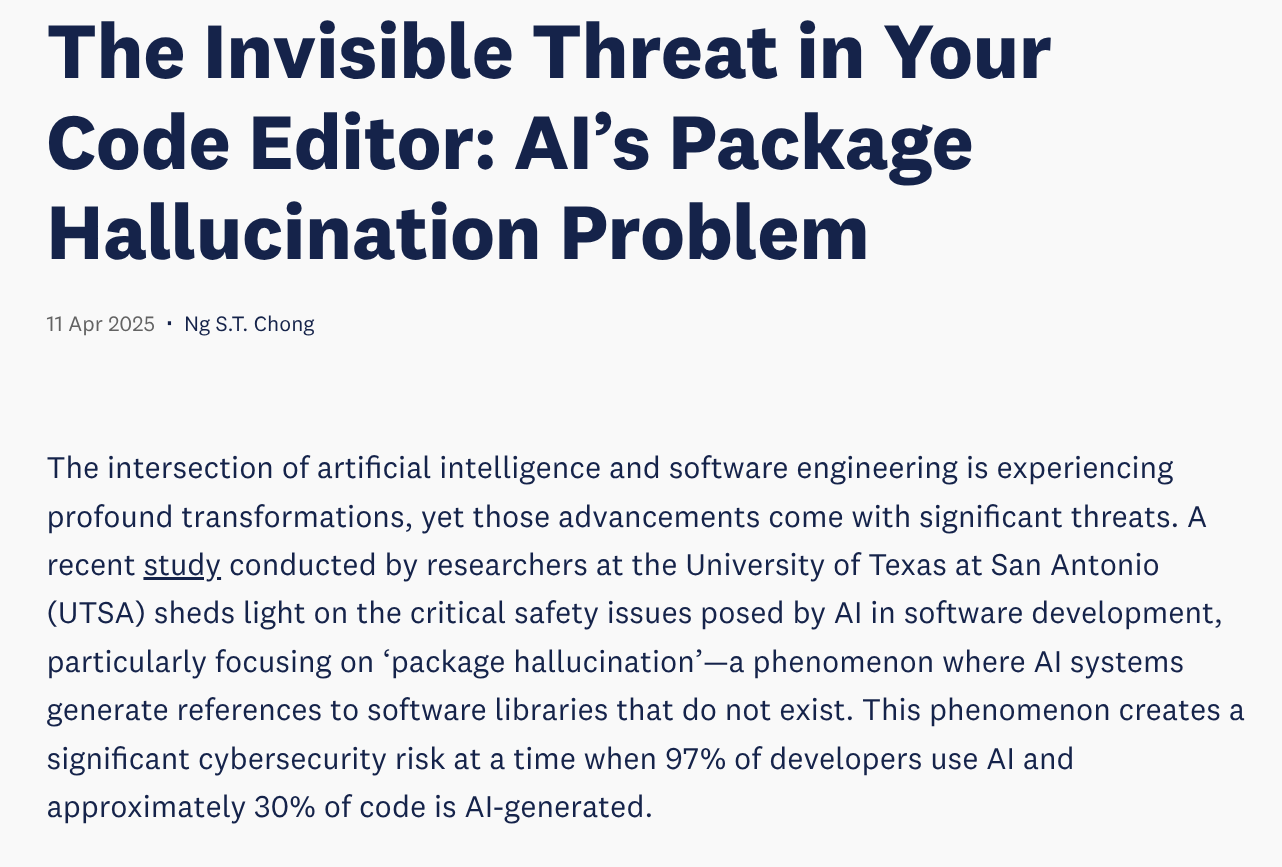 The Invisible Threat in Your
Code Editor: AI’s Package
Hallucination Problem
11 Apr 2025 · Ng S.T. Chong
The intersection of artificial intelligence and software engineering is experiencing
profound transformations, yet those advancements come with significant threats. A
recent study conducted by researchers at the University of Texas at San Antonio
(UTSA) sheds light on the critical safety issues posed by AI in software development,
particularly focusing on ‘package hallucination’—a phenomenon where AI systems
generate references to software libraries that do not exist. This phenomenon creates a
significant cybersecurity risk at a time when 97% of developers use AI and
approximately 30% of code is AI-generated.